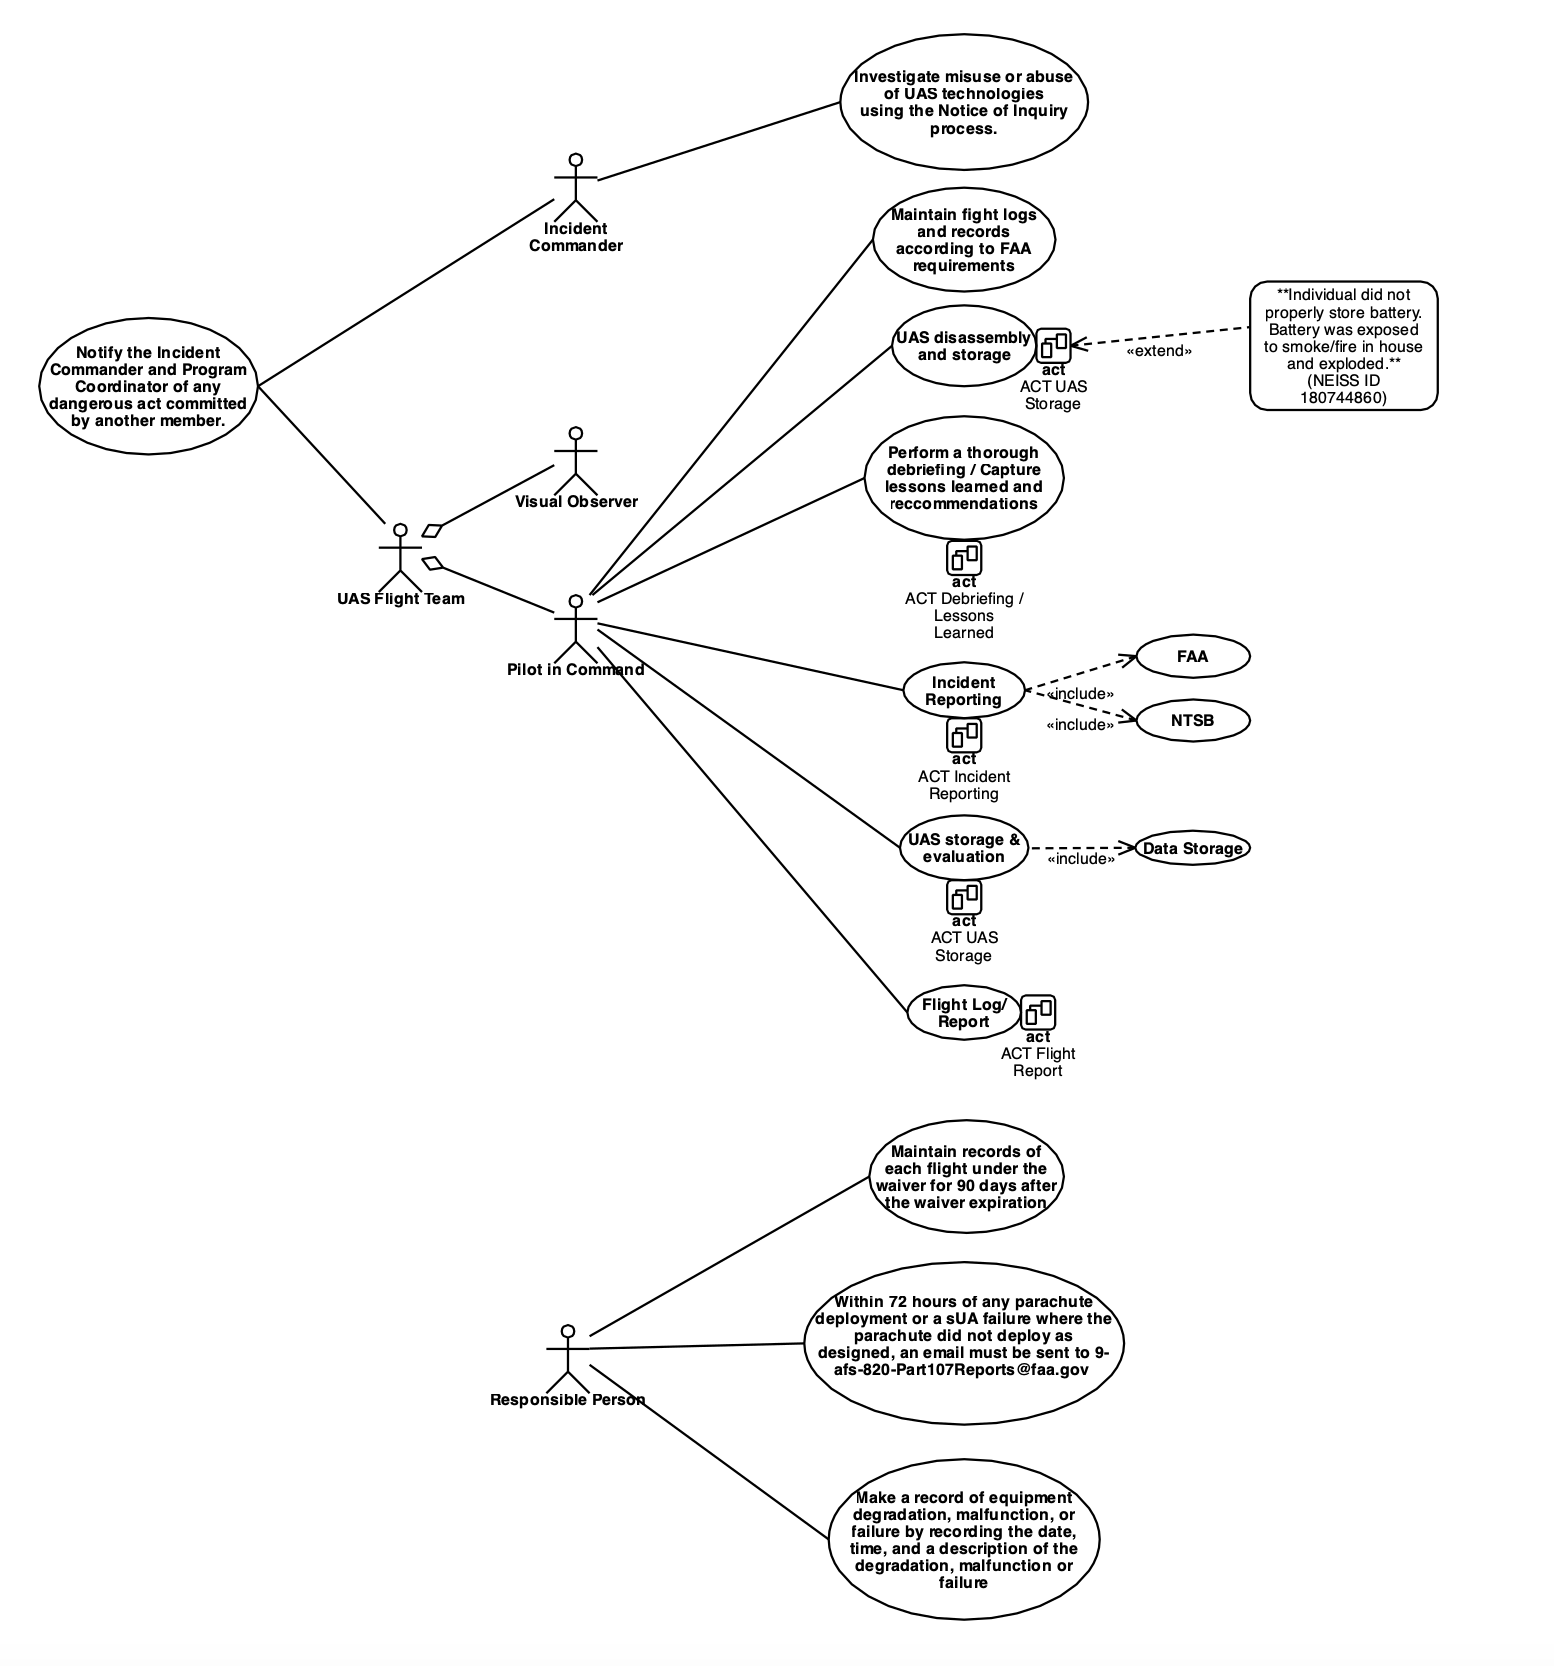 Investigate misuse or abuse
of UAS technologies
using the Notice of Inquiry
process.
Incident
Commander
Maintain fight logs
and records
according to FAA
requirements
**Individual did not
properly store battery.
Battery was exposed
to smoke/fire in house
and exploded.**
(NEISS ID
180744860)
UAS disassembly
and storage
«extend»
act
ACT UAS
Storage
Notify the Incident
Commander and Program
Coordinator of any
dangerous act committed
by another member.
Visual Observer
Perform a thorough
debriefing / Capture
lessons learned and
reccommendations
act
ACT Debriefing /
Lessons
Learned
UAS Flight Team
Pilot in Command
Incident
Reporting
«include»
«include»
FAA
NTSB
act
ACT Incident
Reporting
UAS storage &
evaluation
«include»
Data Storage
act
ACT UAS
Storage
Flight Log/
Report
act
ACT Flight
Report
Maintain records of
each flight under the
waiver for 90 days after
the waiver expiration
Within 72 hours of any parachute
deployment or a sUA failure where the
parachute did not deploy as
designed, an email must be sent to 9-
afs-820-Part107Reports@faa.gov
Responsible Person
Make a record of equipment
degradation, malfunction, or
failure by recording the date,
time, and a description of the
degradation, malfunction or
failure